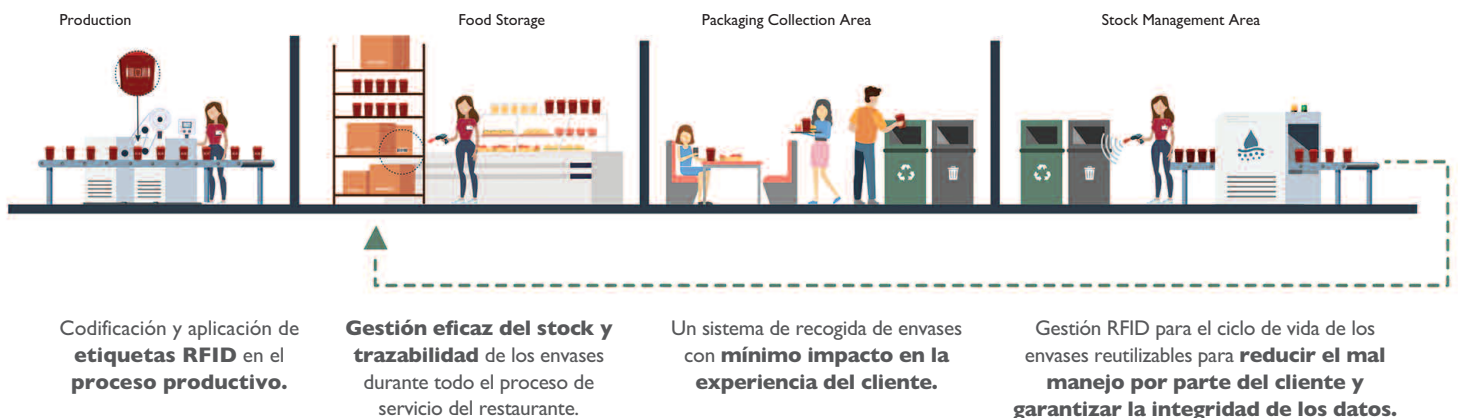 Production
Food Storage
Packaging Collection Area
Stock Management Area
Codificación y aplicación de
etiquetas RFID en el
proceso productivo.
Gestión eficaz del stock y
trazabilidad de los envases
durante todo el proceso de
servicio del restaurante.
Un sistema de recogida de envases
con mínimo impacto en la
experiencia del cliente.
Gestión RFID para el ciclo de vida de los
envases reutilizables para reducir el mal
manejo por parte del cliente y
garantizar la integridad de los datos.